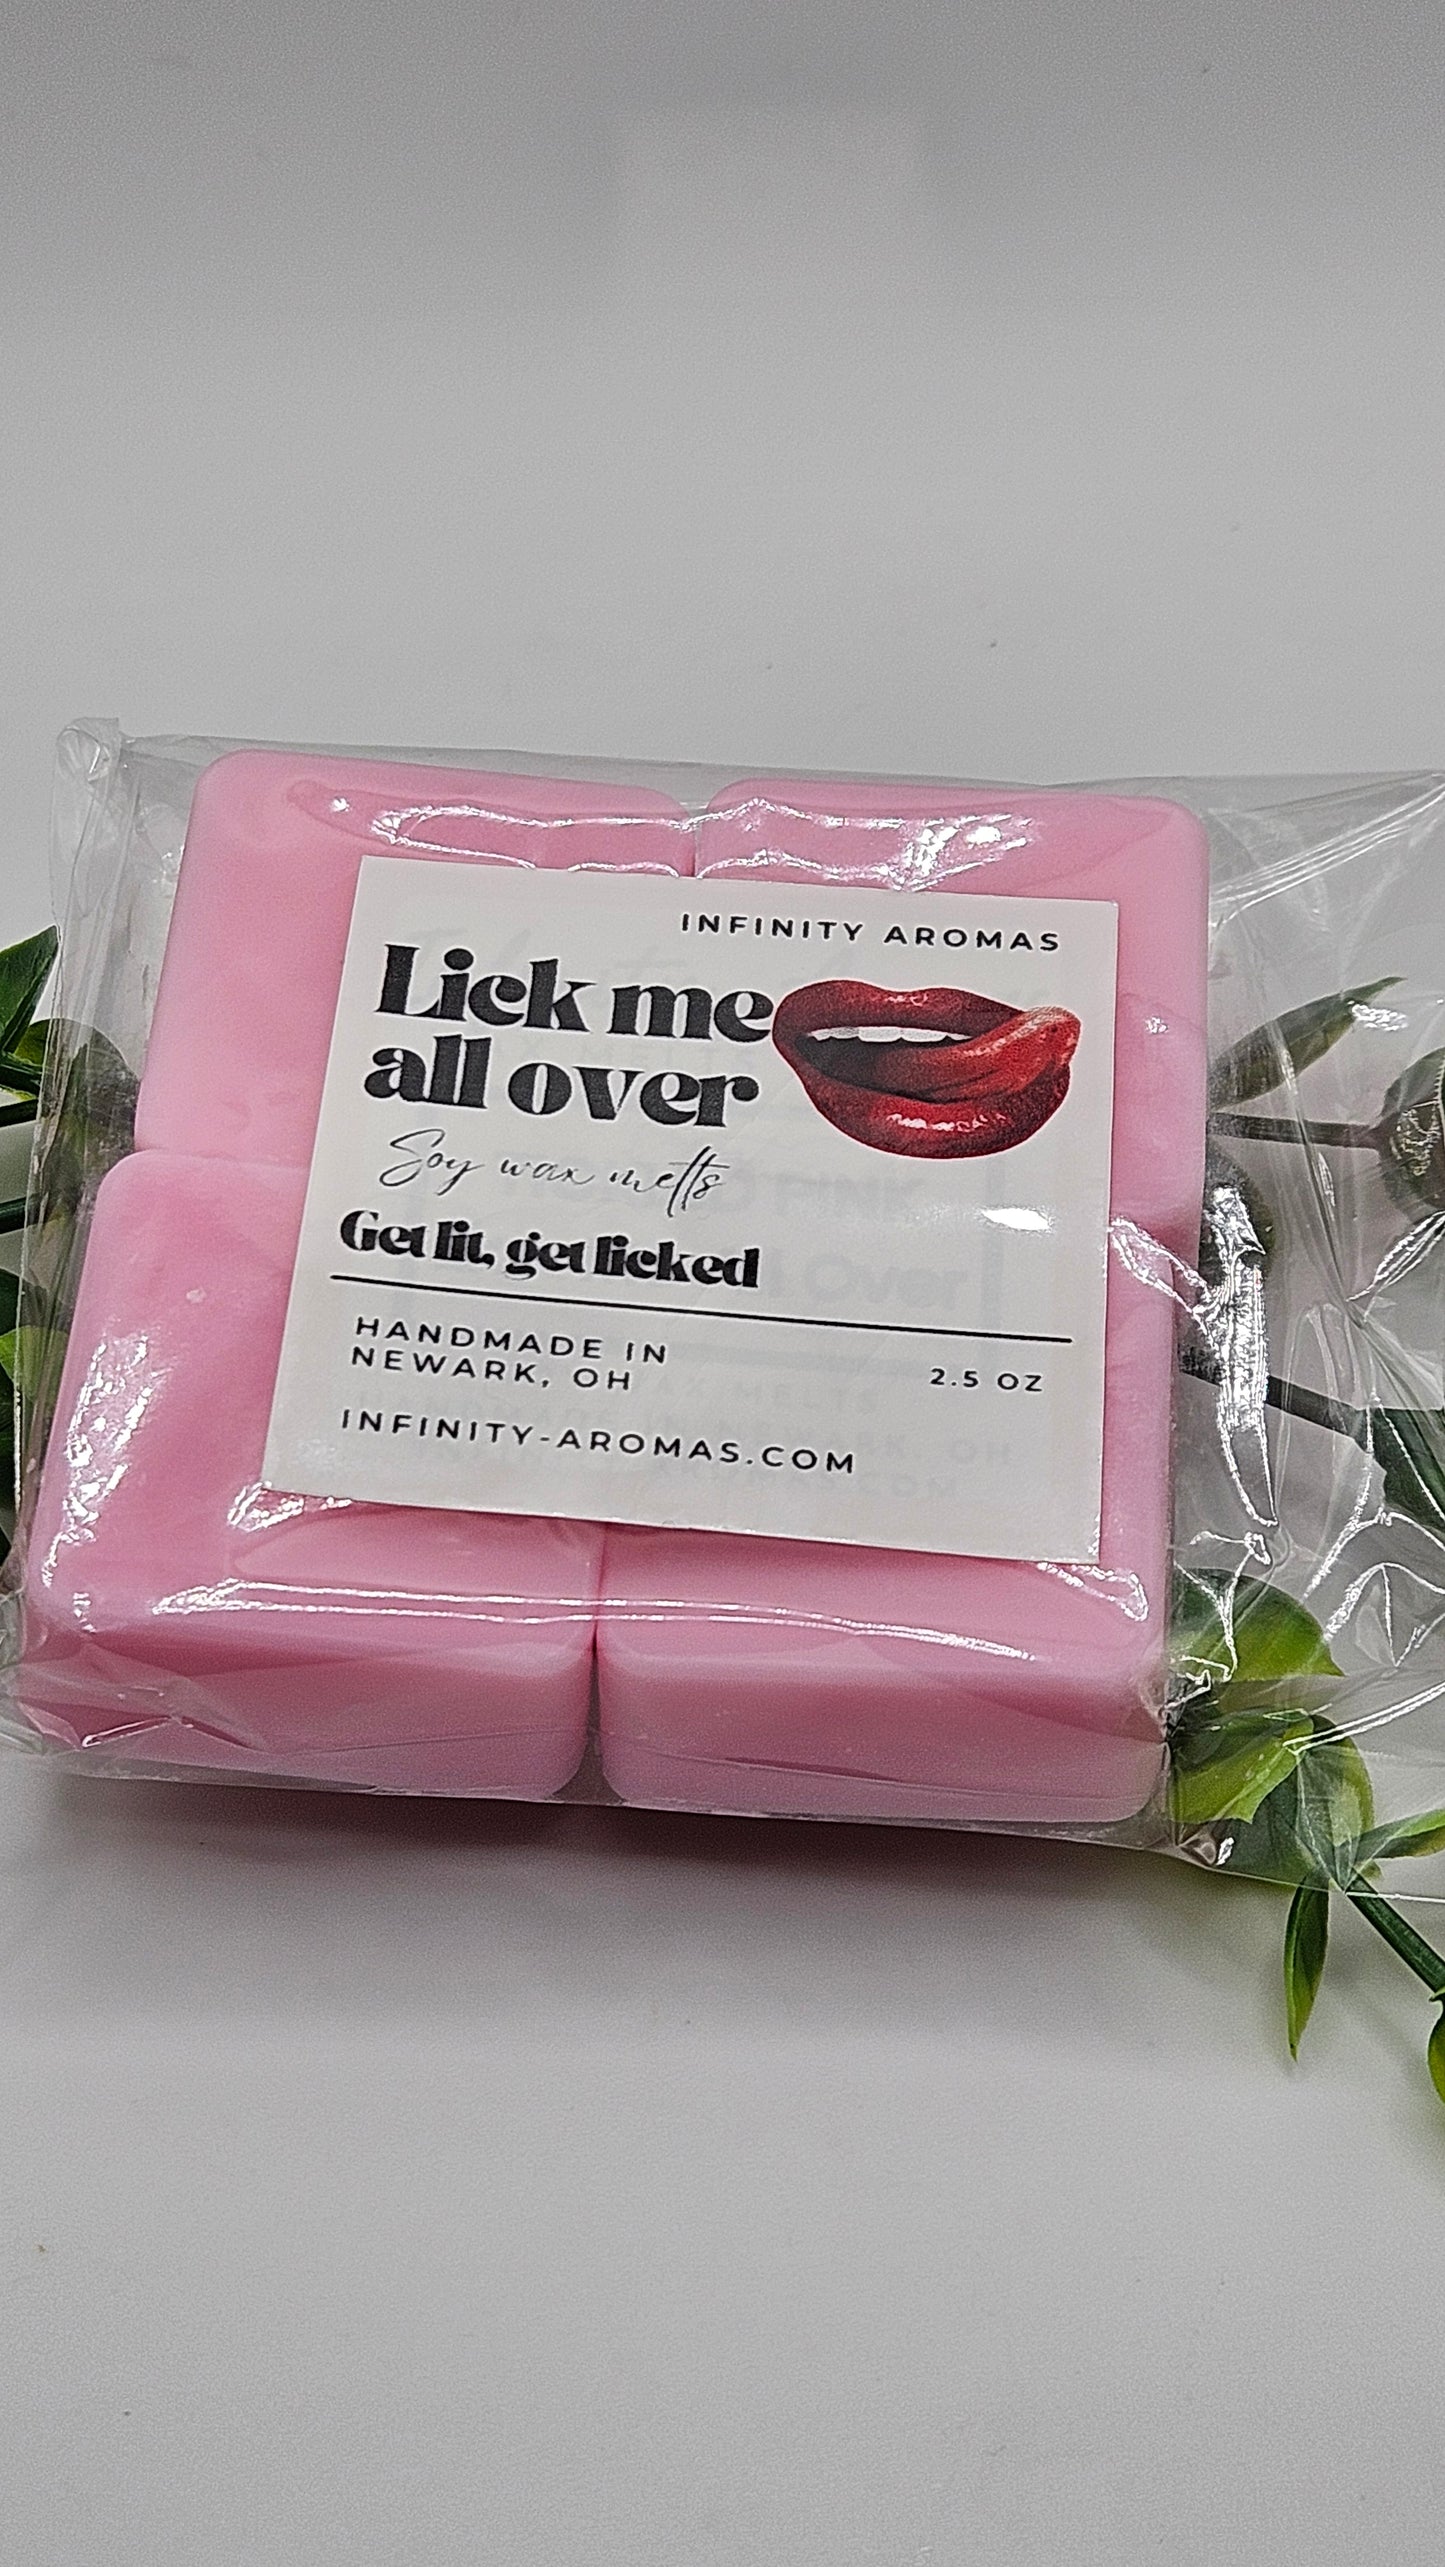 INFINITY AROMAS
Lick me
all over
Soy wax melts
Get lit, get licked
HANDMADE IN
NEWARK, OH
2.5 OZ
INFINITY-AROMAS.COM